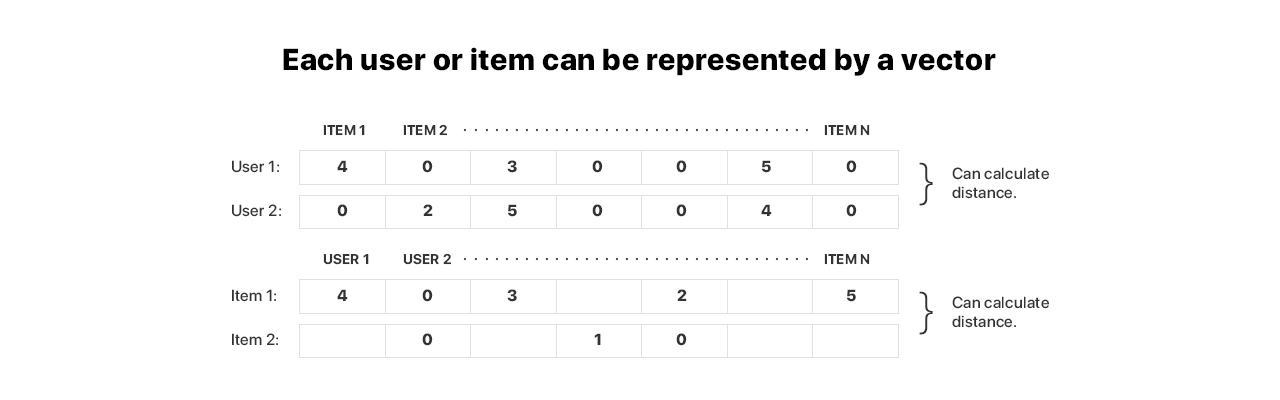 Each user or item can be represented by a vector
ITEM 1 ITEM 2 ITEM N
User 1: 4 0 3 0 0 5 0
Can calculate
distance.
User 2: 0 2 5 0 0 4 0
USER 1 USER 2 ITEM N
Item 1: 4 0 3 2 5
Can calculate
distance.
Item 2: 0 1 0